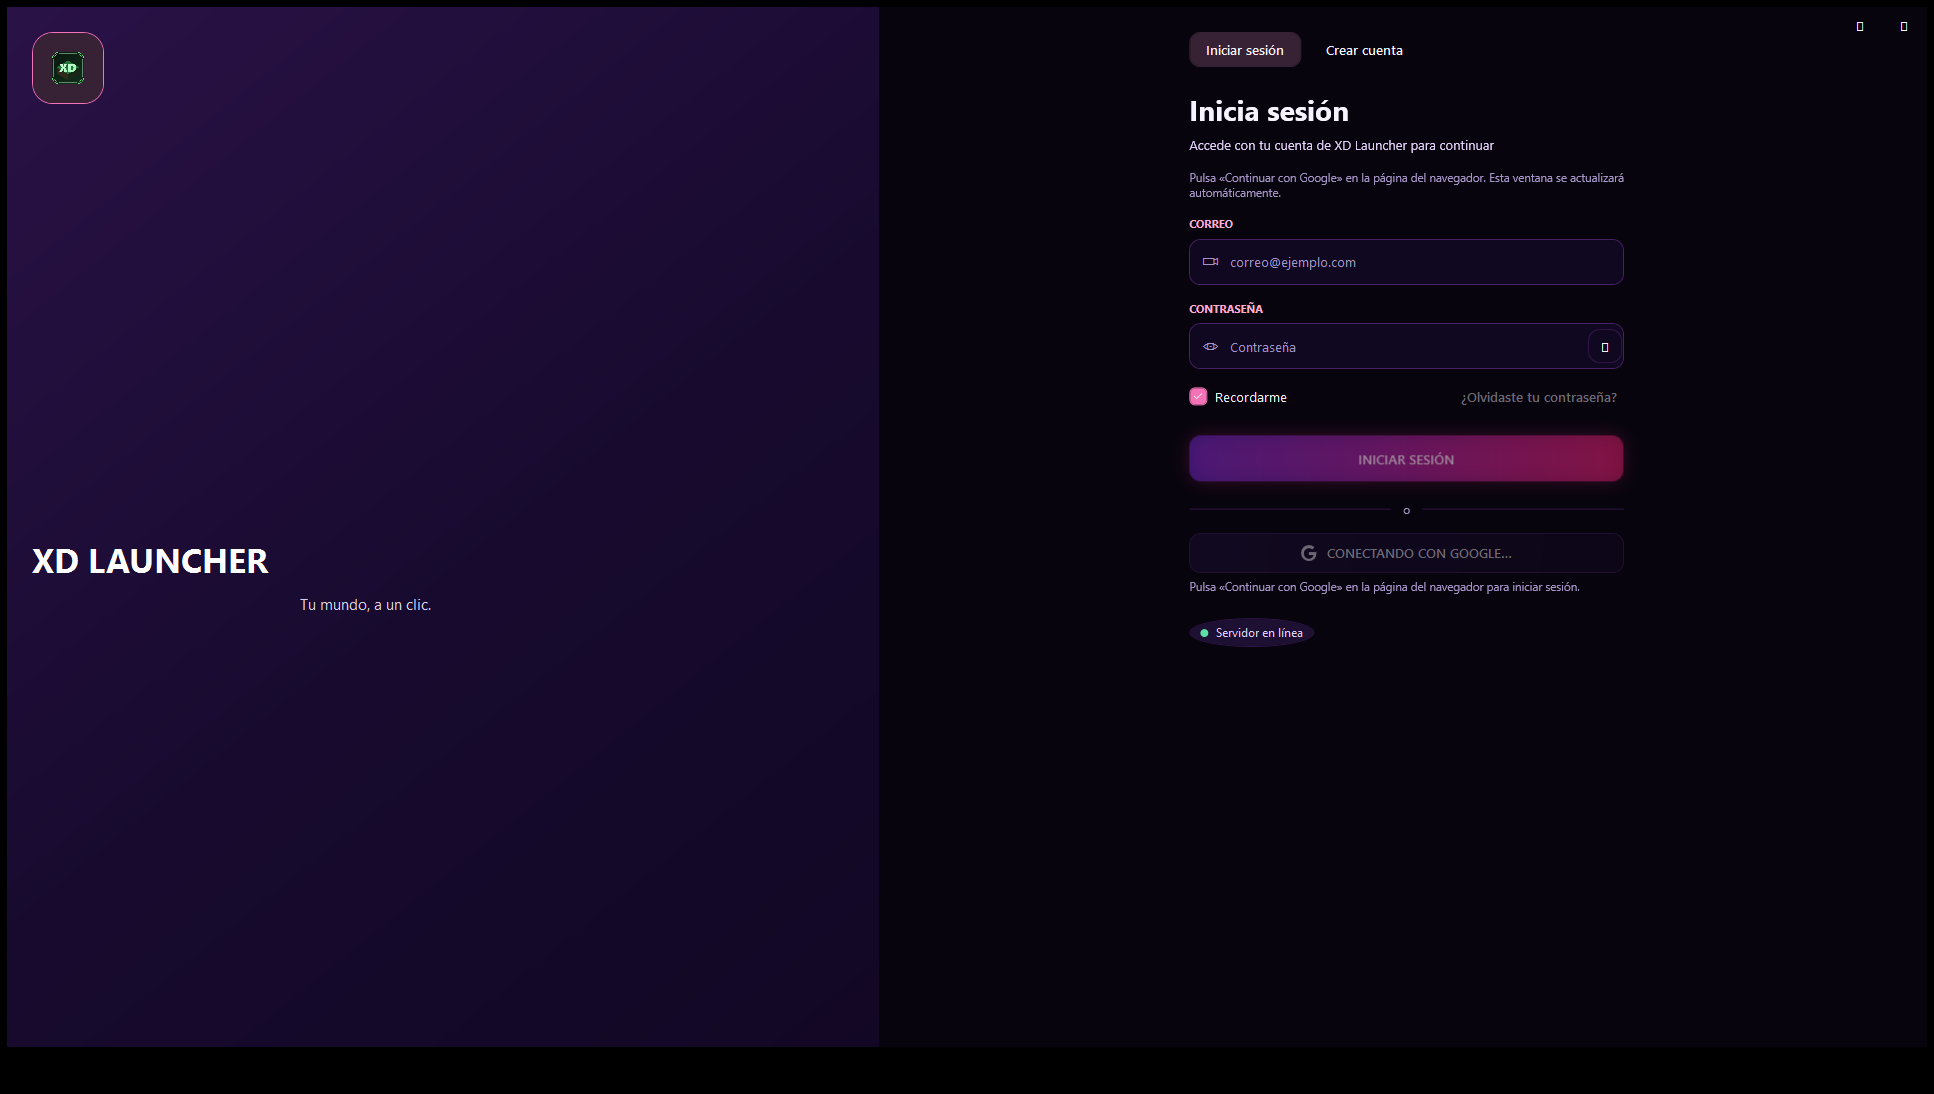 XD
XD LAUNCHER
Tu mundo, a un clic.
Iniciar sesión
Crear cuenta
Inicia sesión
Accede con tu cuenta de XD Launcher para continuar
Pulsa «Continuar con Google» en la página del navegador. Esta ventana se actualizará
automáticamente.
CORREO
correo@ejemplo.com
CONTRASEÑA
Contraseña
Recordarme
¿Olvidaste tu contraseña?
INICIAR SESIÓN
o
CONECTANDO CON GOOGLE...
Pulsa «Continuar con Google» en la página del navegador para iniciar sesión.
Servidor en línea